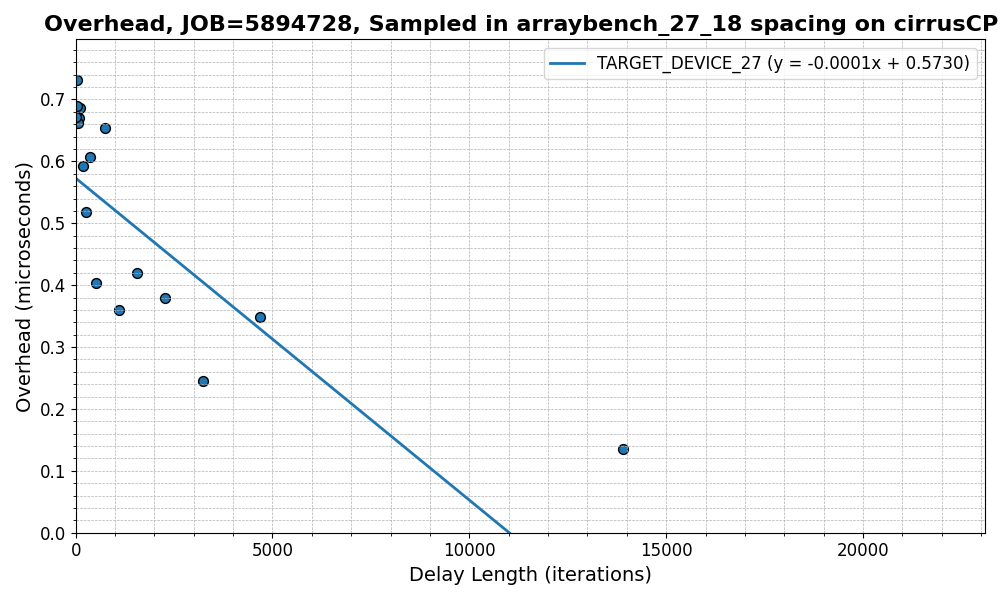 Overhead, JOB=5894728, Sampled in arraybench_27_18 spacing on cirrusCP
TARGET_DEVICE_27 (y = -0.0001x + 0.5730)
Overhead (microseconds)
0.7
0.6
0.5
0.4
0.3
0.2
0.1
0.0
0 5000 10000 15000 20000
Delay Length (iterations)